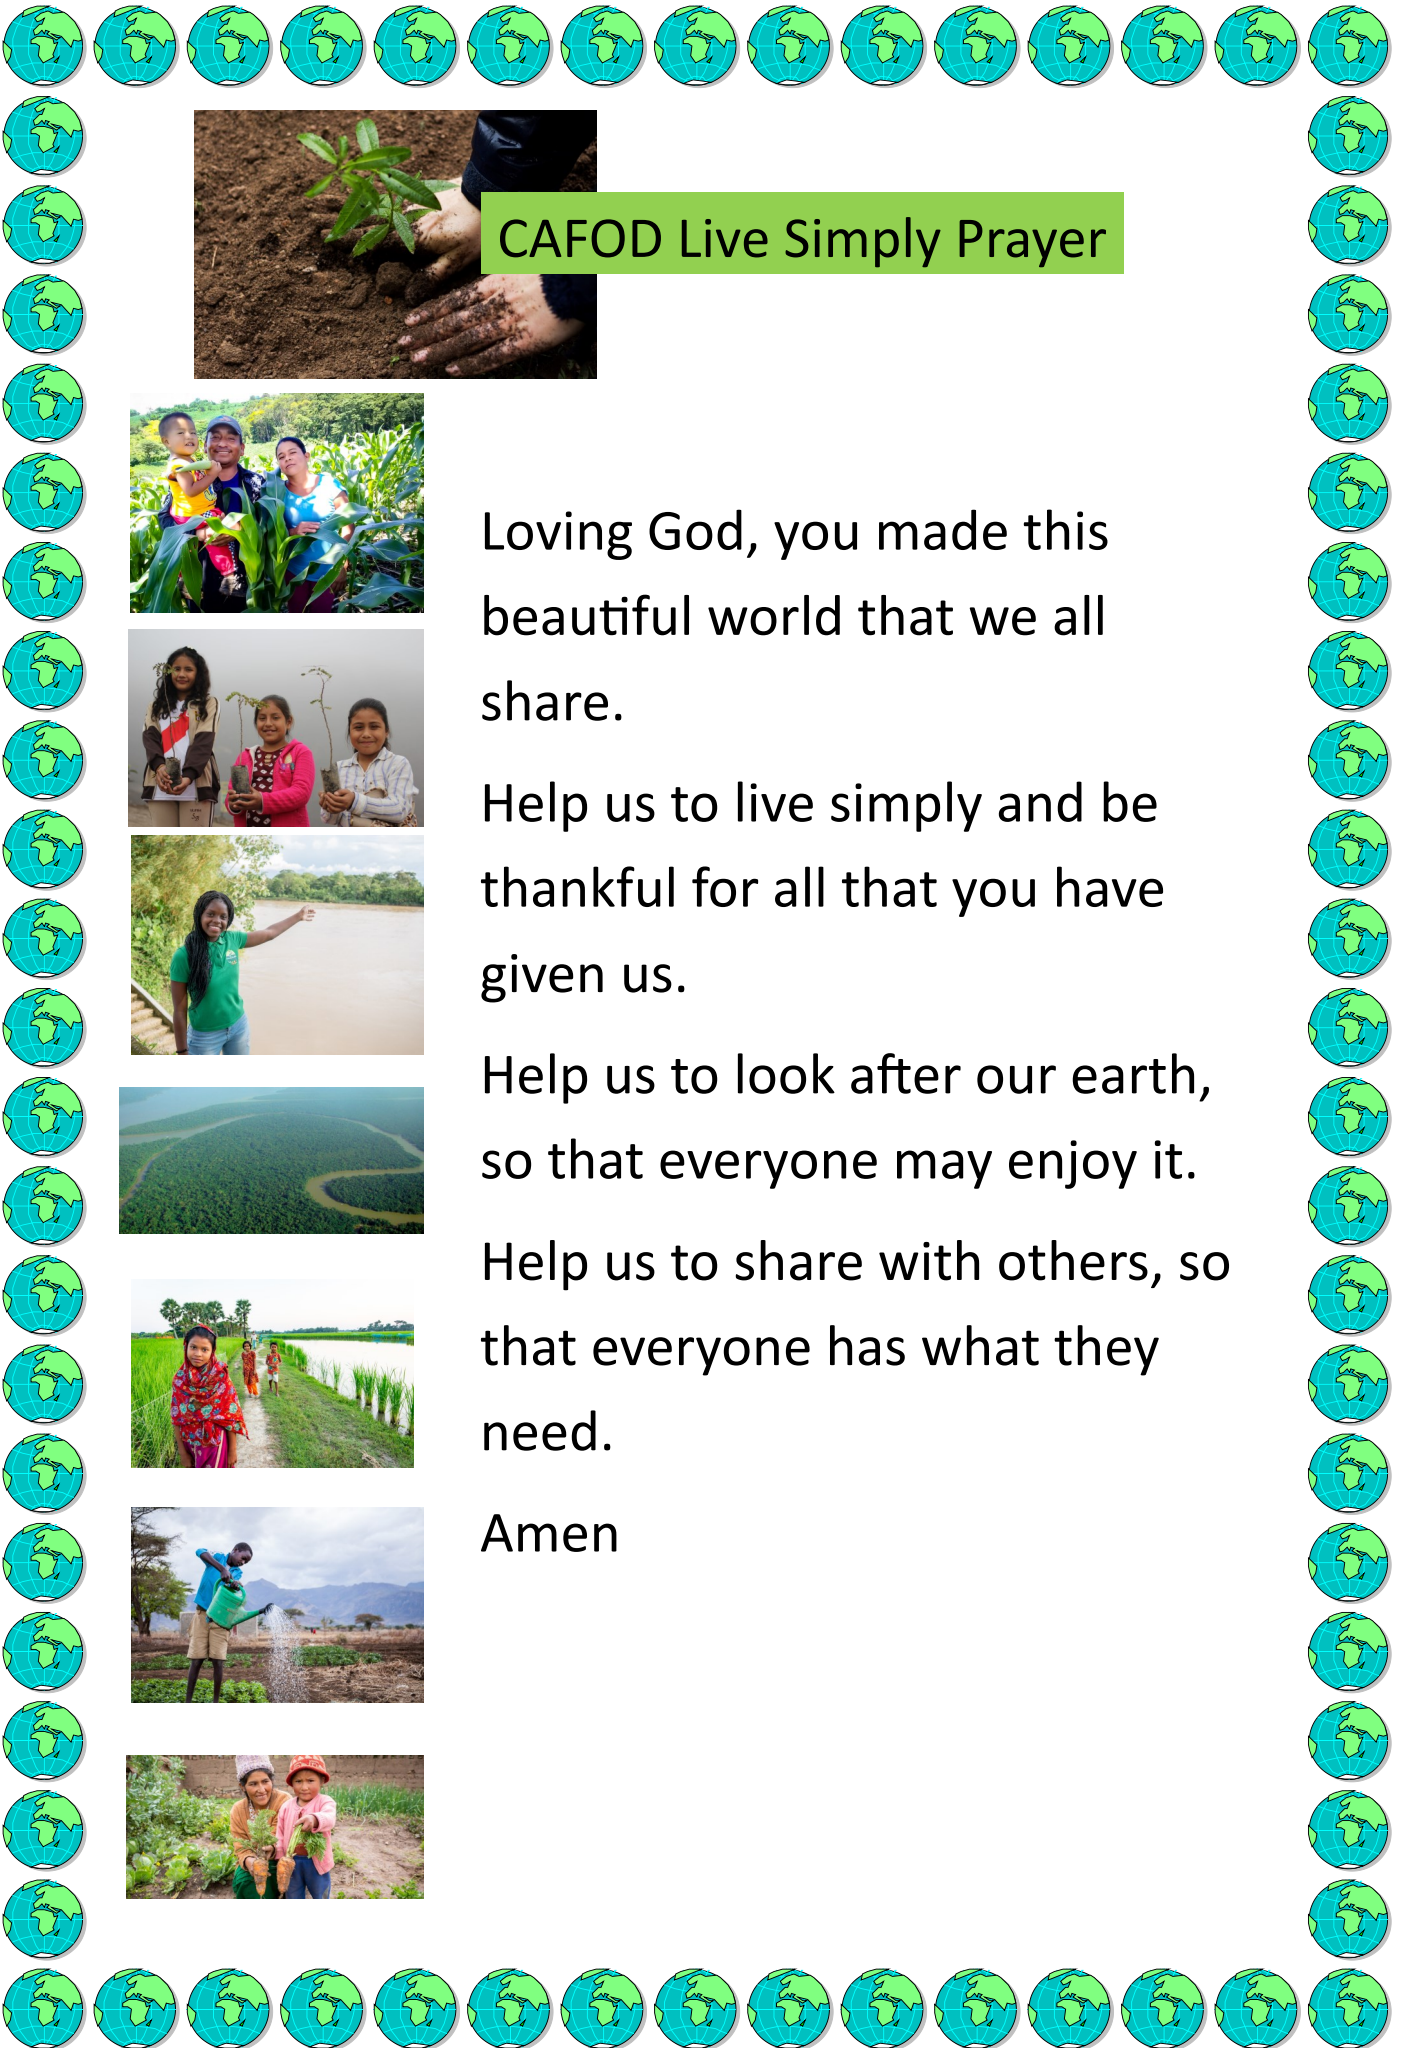 CAFOD Live Simply Prayer
Loving God, you made this
beautiful world that we all
share.
Help us to live simply and be
thankful for all that you have
given us.
Help us to look after our earth,
so that everyone may enjoy it.
Help us to share with others, so
that everyone has what they
need.
Amen